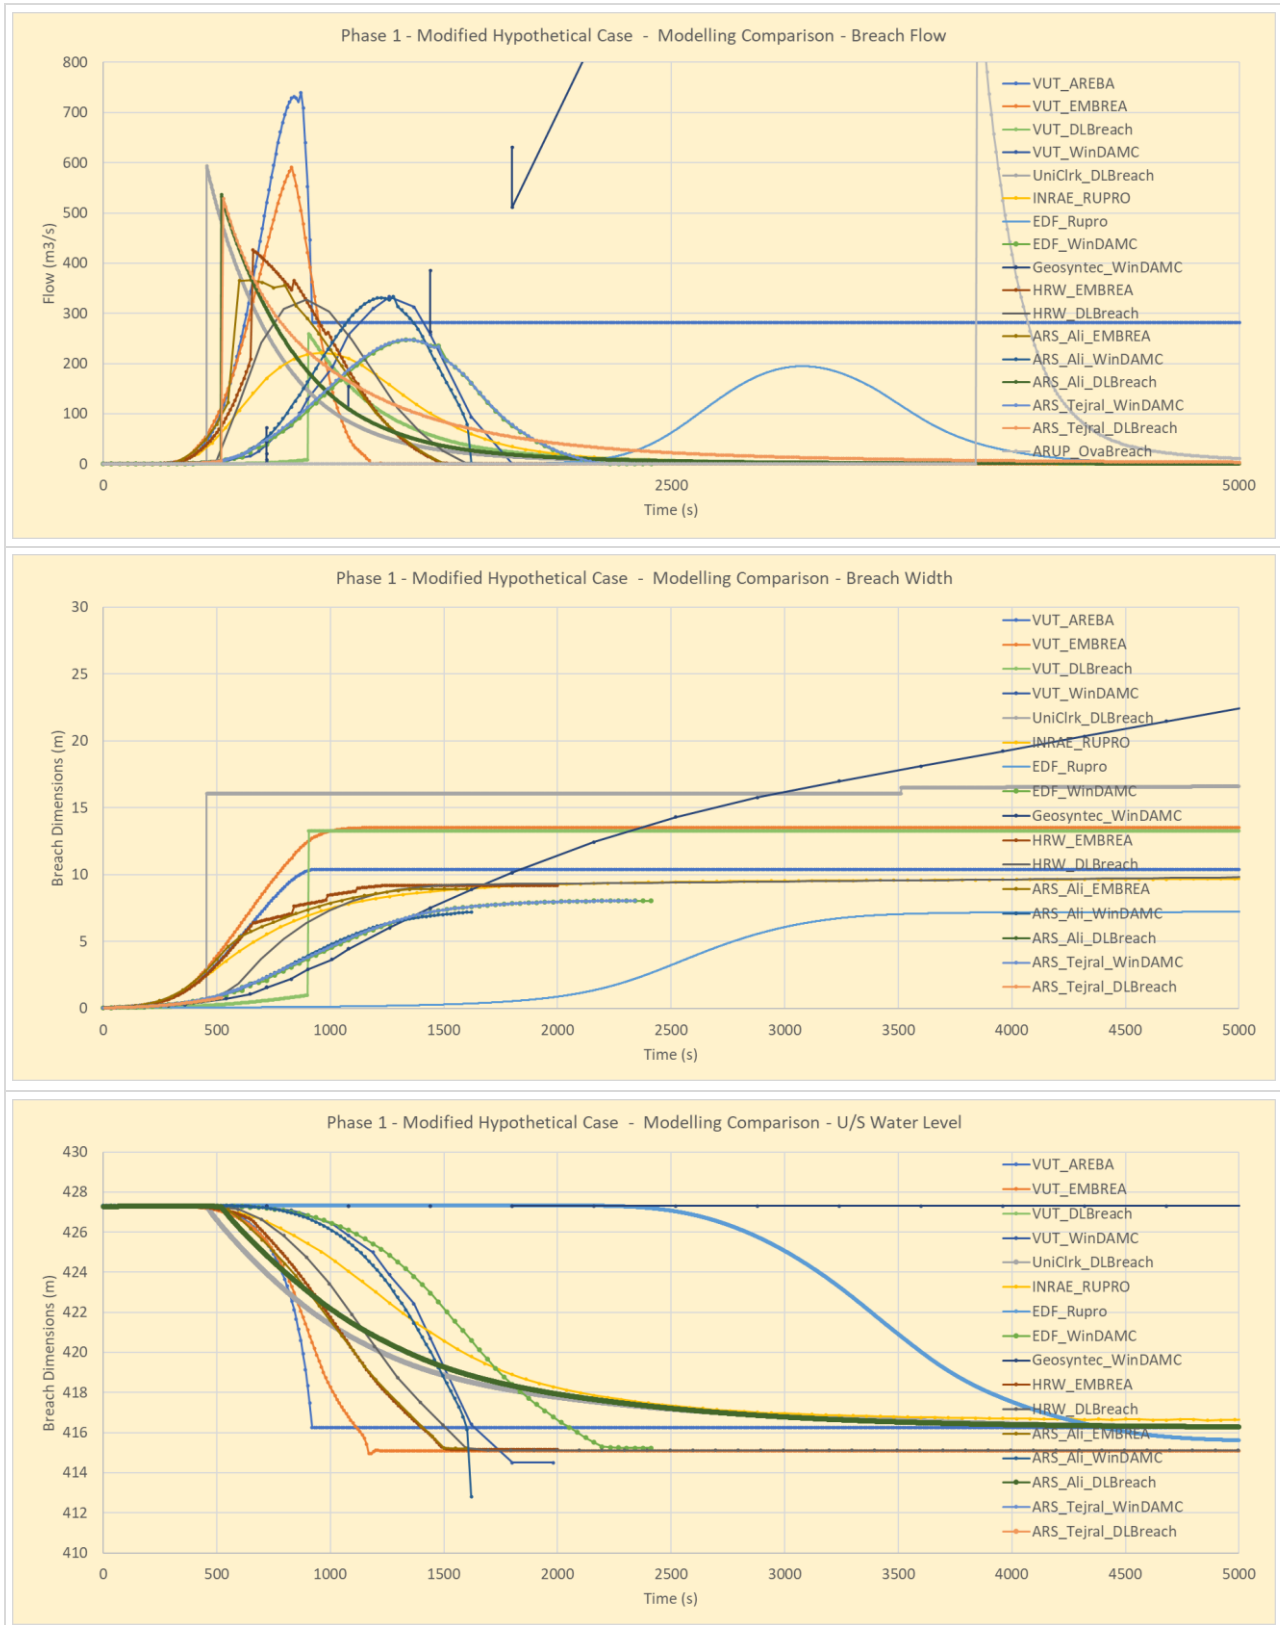 Phase 1 - Modified Hypothetical Case - Modelling Comparison - Breach Flow
800
700
600
500
400
300
200
100
0
Flow (m3/s)
0
2500
5000
Time (s)
VUT_AREBA
VUT_EMBREA
VUT_DLBreach
VUT_WinDAMC
UniClrk_DLBreach
INRAE_RUPRO
EDF_Rupro
EDF_WinDAMC
Geosyntec_WinDAMC
HRW_EMBREA
HRW_DLBreach
ARS_Ali_EMBREA
ARS_Ali_WinDAMC
ARS_Ali_DLBreach
ARS_Tejral_WinDAMC
ARS_Tejral_DLBreach
ARUP_OvaBreach
Phase 1 - Modified Hypothetical Case - Modelling Comparison - Breach Width
30
25
20
15
10
5
0
Breach Dimensions (m)
0
500
1000
1500
2000
2500
3000
3500
4000
4500
5000
Time (s)
VUT_AREBA
VUT_EMBREA
VUT_DLBreach
VUT_WinDAMC
UniClrk_DLBreach
INRAE_RUPRO
EDF_Rupro
EDF_WinDAMC
Geosyntec_WinDAMC
HRW_EMBREA
HRW_DLBreach
ARS_Ali_EMBREA
ARS_Ali_WinDAMC
ARS_Ali_DLBreach
ARS_Tejral_WinDAMC
ARS_Tejral_DLBreach
Phase 1 - Modified Hypothetical Case - Modelling Comparison - U/S Water Level
430
428
426
424
422
420
418
416
414
412
410
Breach Dimensions (m)
0
500
1000
1500
2000
2500
3000
3500
4000
4500
5000
Time (s)
VUT_AREBA
VUT_EMBREA
VUT_DLBreach
VUT_WinDAMC
UniClrk_DLBreach
INRAE_RUPRO
EDF_Rupro
EDF_WinDAMC
Geosyntec_WinDAMC
HRW_EMBREA
HRW_DLBreach
ARS_Ali_EMBREA
ARS_Ali_WinDAMC
ARS_Ali_DLBreach
ARS_Tejral_WinDAMC
ARS_Tejral_DLBreach